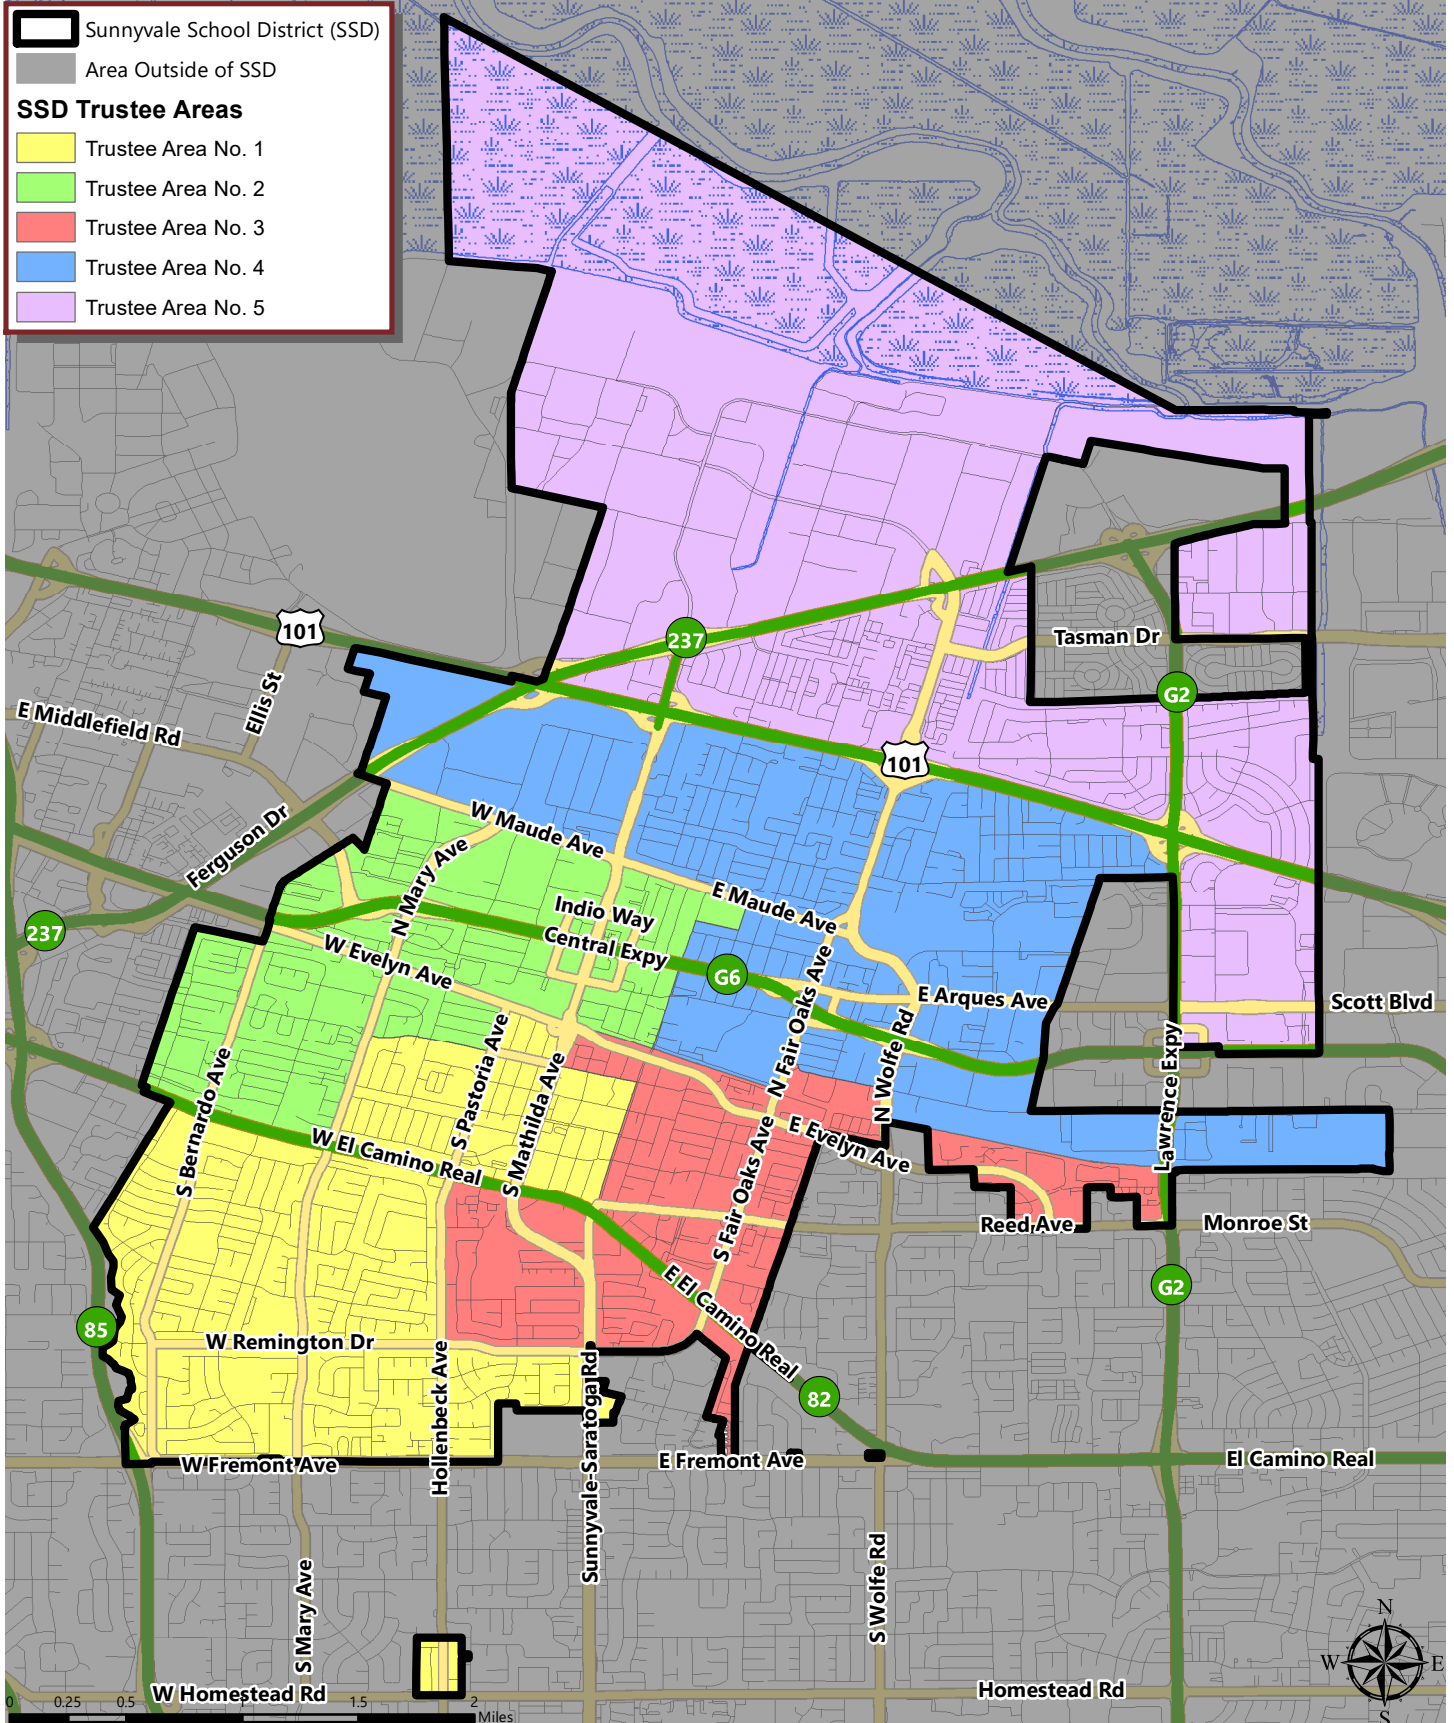 Sunnyvale School District (SSD)
Area Outside of SSD
SSD Trustee Areas
Trustee Area No. 1
Trustee Area No. 2
Trustee Area No. 3
Trustee Area No. 4
Trustee Area No. 5
101
237
Tasman Dr
Ellis St
G2
E Middlefield Rd
101
W Maude Ave
Ferguson Dr
N Mary Ave
E Maude Ave
Indio Way
237
Central Expy
W Evelyn Ave
G6
E Arques Ave
Scott Blvd
N Fair Oaks Ave
N Wolfe Rd
S Pastoria Ave
S Bernardo Ave
S Mathilda Ave
Lawrence Expy
W El Camino Real
E Evelyn Ave
S Fair Oaks Ave
Reed Ave
Monroe St
G2
E El Camino Real
85
W Remington Dr
82
Hollenbeck Ave
Sunnyvale-Saratoga Rd
W Fremont Ave
E Fremont Ave
El Camino Real
S Mary Ave
S Wolfe Rd
N
W
E
S
W Homestead Rd
Homestead Rd
0
0.25
0.5
1
1.5
2
Miles